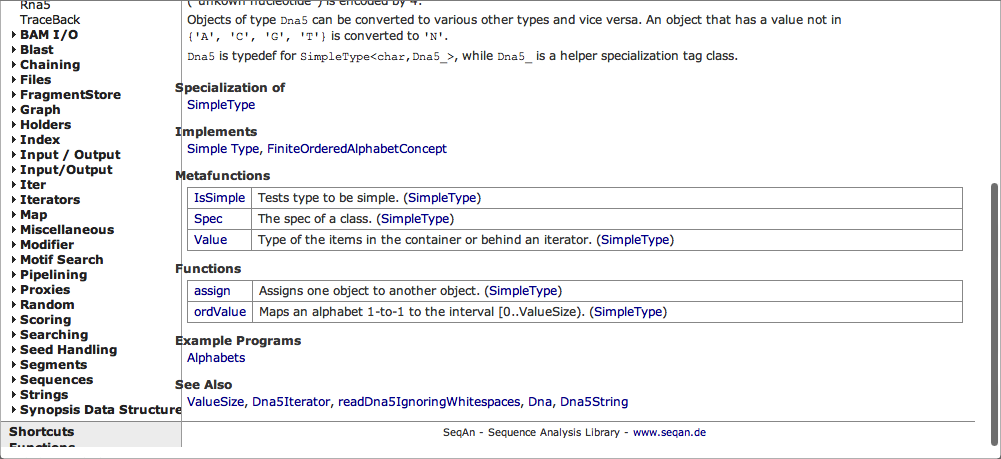 Rna5
TraceBack
BAM I/O
Blast
Chaining
Files
FragmentStore
Graph
Holders
Index
Input / Output
Input/Output
Iter
Iterators
Map
Miscellaneous
Modifier
Motif Search
Pipelining
Proxies
Random
Scoring
Searching
Seed Handling
Segments
Sequences
Strings
Synopsis Data Structure
Shortcuts
Functions
("unkown nucleotide") is encoded by 4.
Objects of type Dna5 can be converted to various other types and vice versa. An object that has a value not in
{'A', 'C', 'G', 'T'} is converted to 'N'.
Dna5 is typedef for SimpleType<char,Dna5_>, while Dna5_ is a helper specialization tag class.
Specialization of
SimpleType
Implements
Simple Type, FiniteOrderedAlphabetConcept
Metafunctions
IsSimple Tests type to be simple. (SimpleType)
Spec The spec of a class. (SimpleType)
Value Type of the items in the container or behind an iterator. (SimpleType)
Functions
assign Assigns one object to another object. (SimpleType)
ordValue Maps an alphabet 1-to-1 to the interval [0..ValueSize). (SimpleType)
Example Programs
Alphabets
See Also
ValueSize, Dna5Iterator, readDna5IgnoringWhitespaces, Dna, Dna5String
SeqAn - Sequence Analysis Library - www.seqan.de